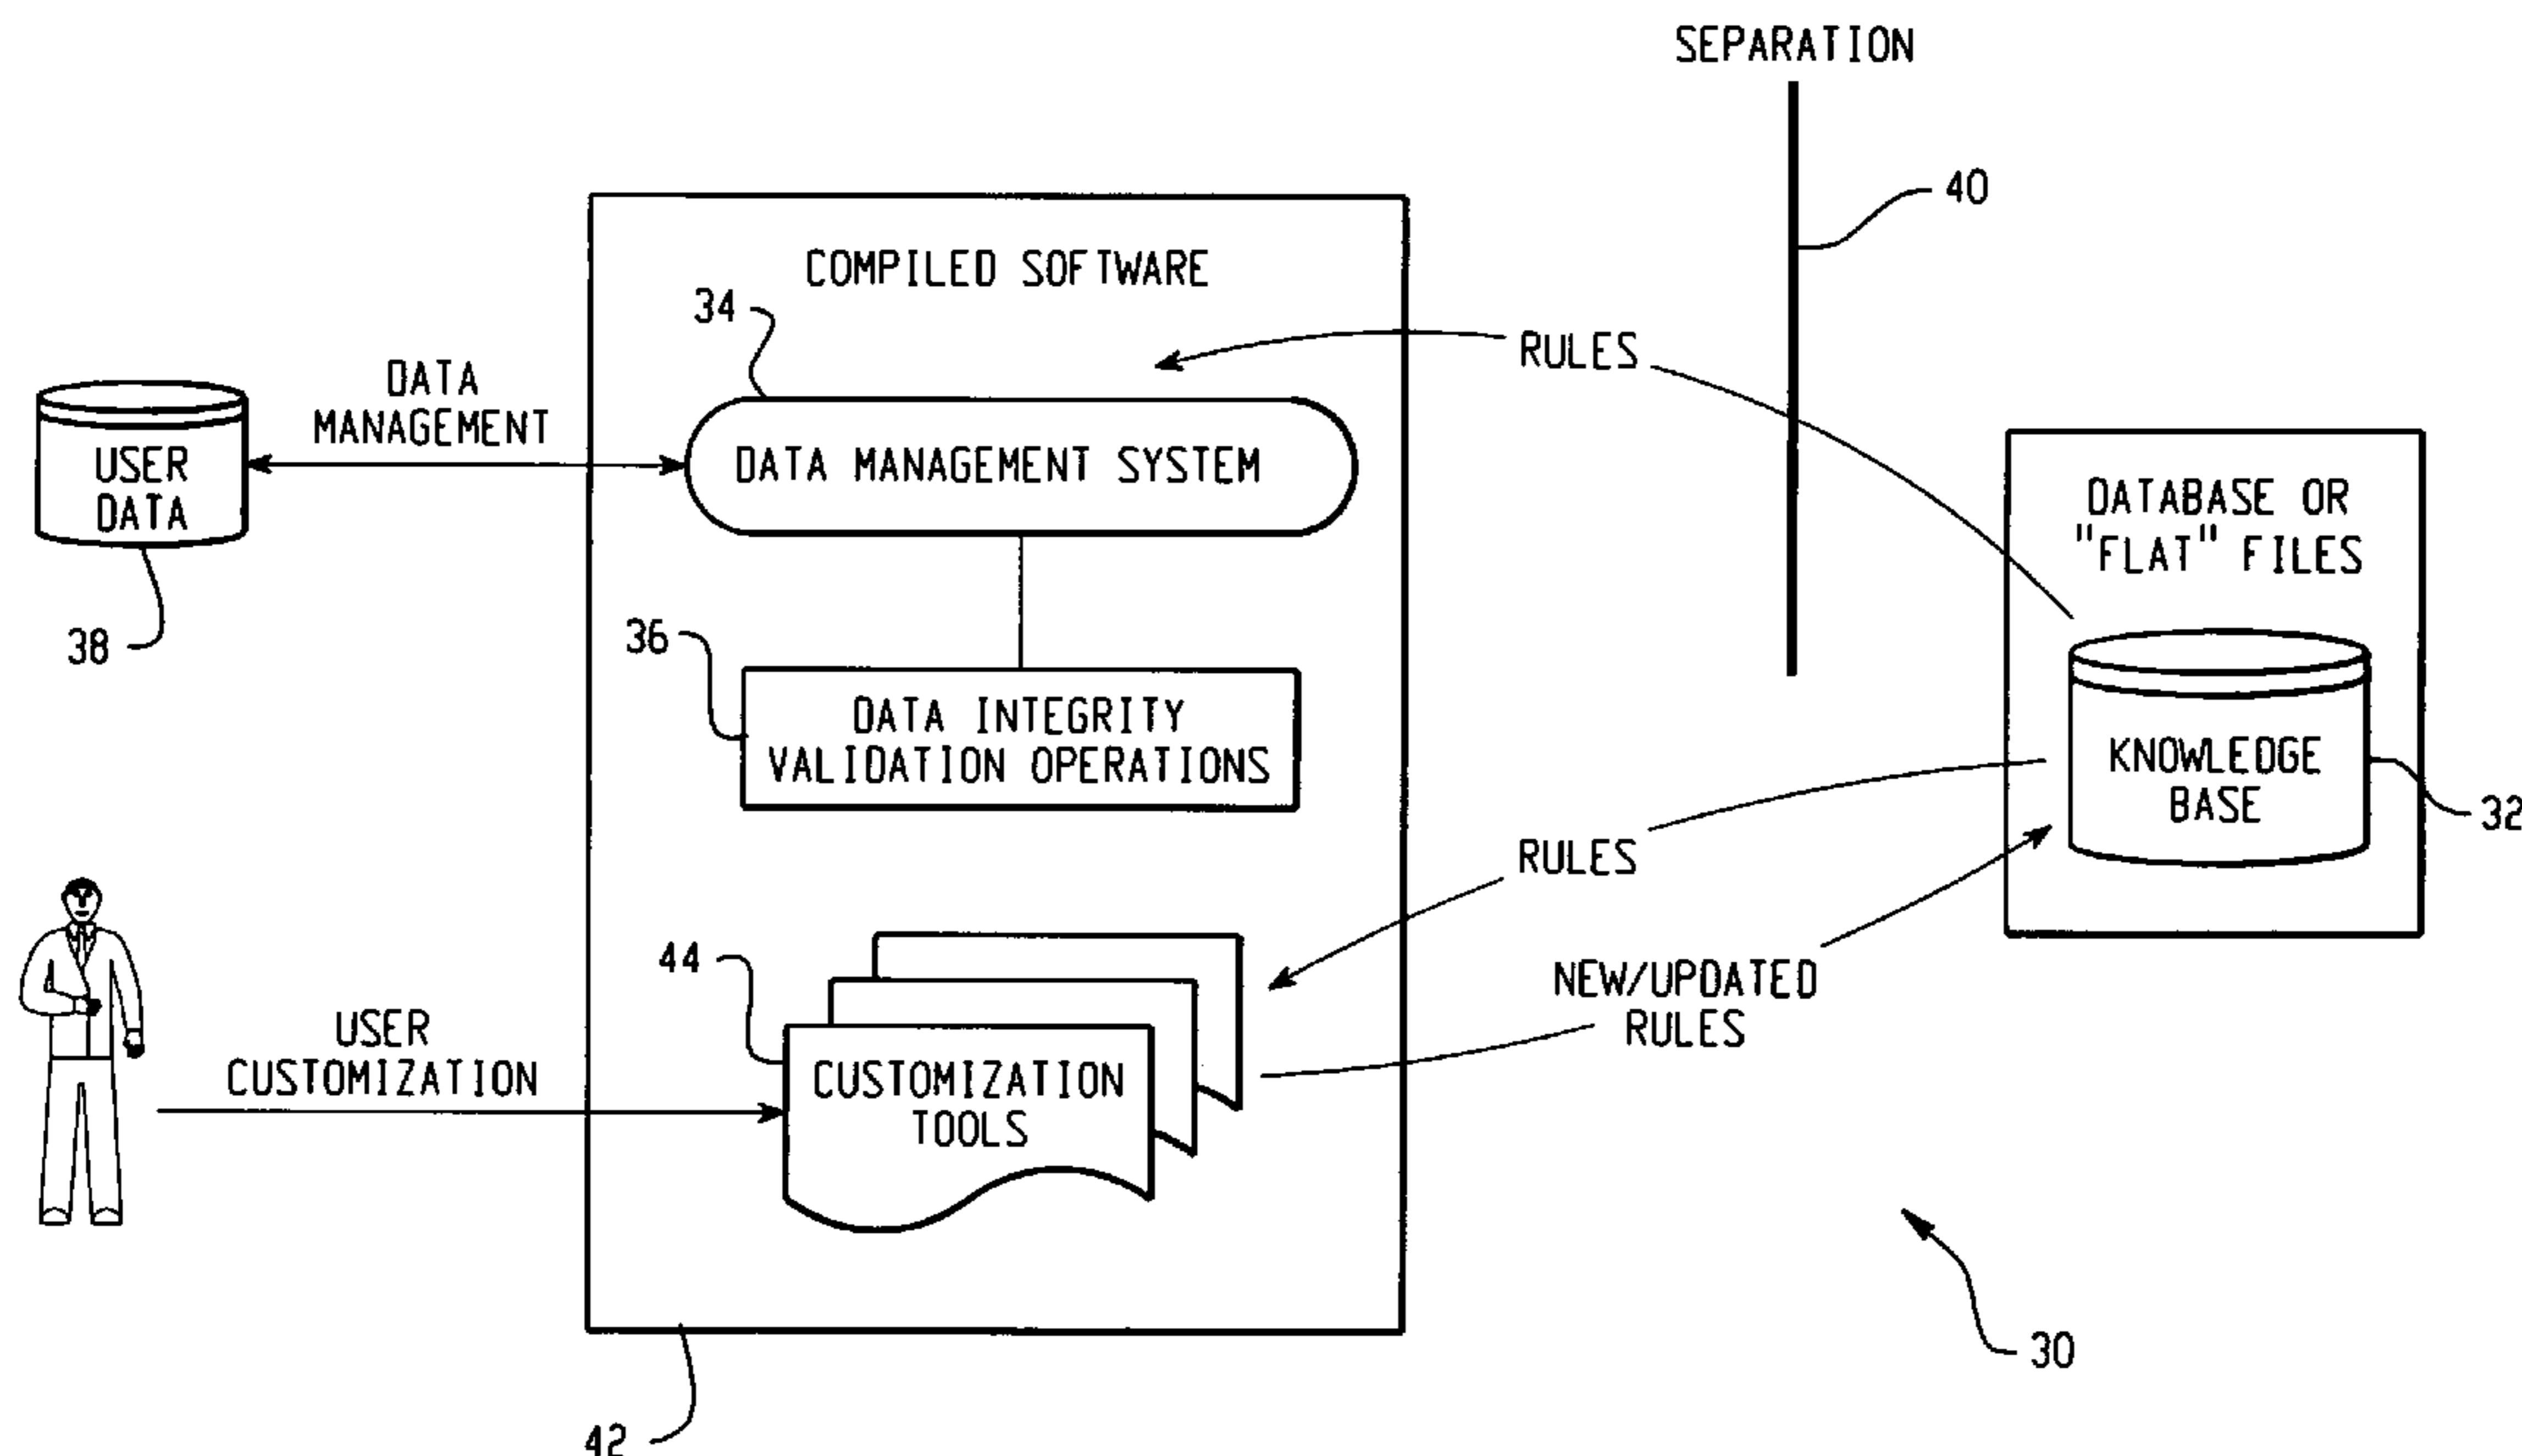 SEPARATION
40
COMPILED SOFTWARE
34
RULES
DATA
MANAGEMENT
USER
DATA
DATA MANAGEMENT SYSTEM
DATABASE OR
"FLAT" FILES
38
36
DATA INTEGRITY
VALIDATION OPERATIONS
KNOWLEDGE
BASE
32
RULES
44
NEW/UPDATED
RULES
USER
CUSTOMIZATION
CUSTOMIZATION
TOOLS
30
42